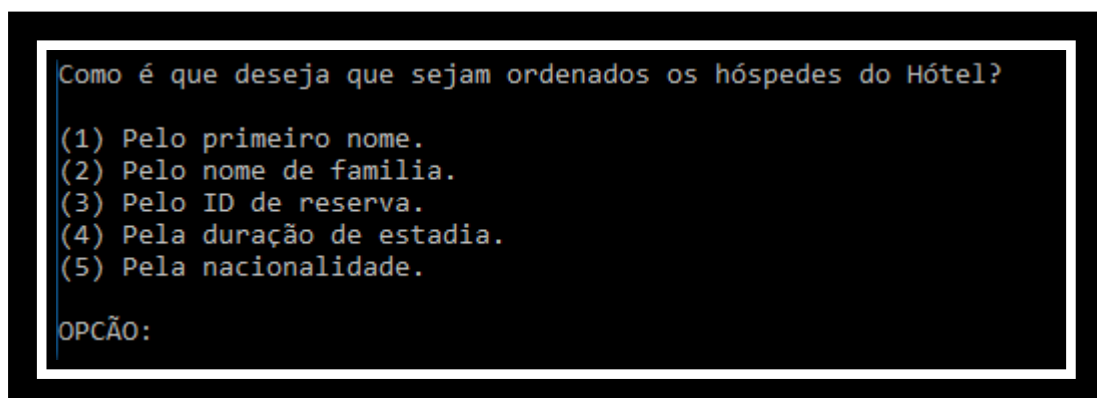 Como é que deseja que sejam ordenados os hóspedes do Hótel?
(1) Pelo primeiro nome.
(2) Pelo nome de familia.
(3) Pelo ID de reserva.
(4) Pela duração de estadia.
(5) Pela nacionalidade.
OPCÃO: